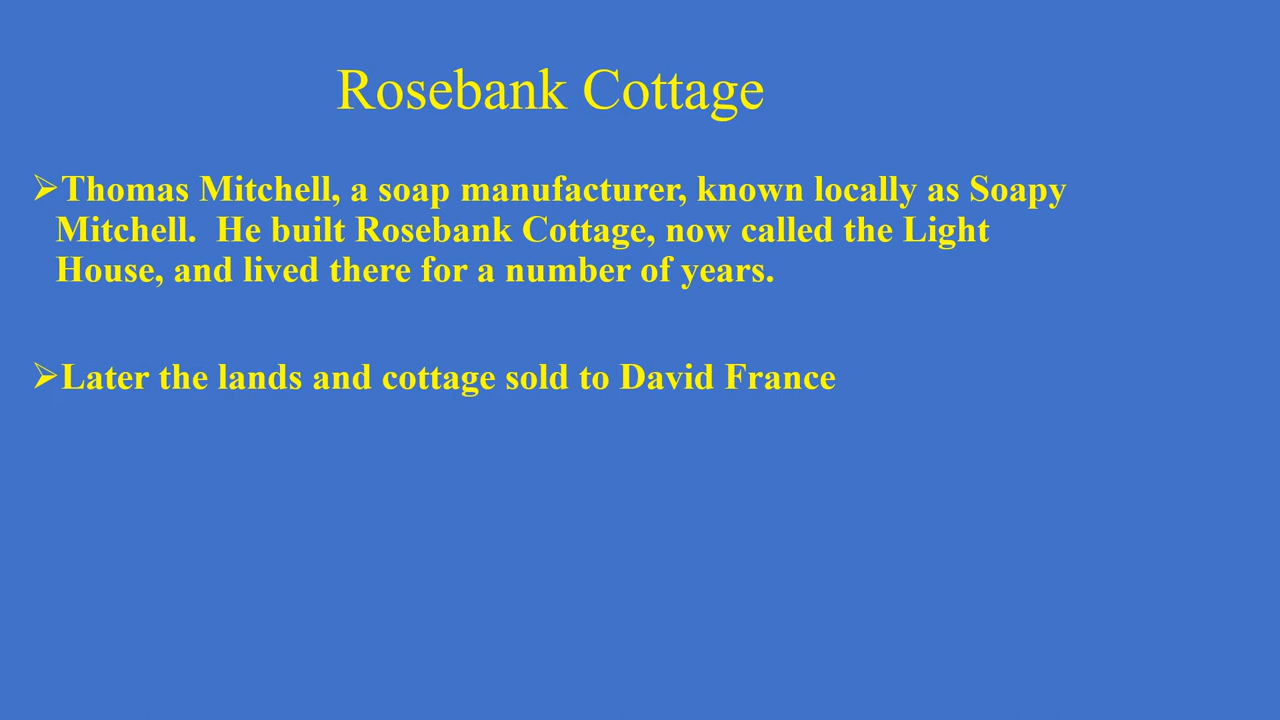 Rosebank Cottage
➢Thomas Mitchell, a soap manufacturer, known locally as Soapy
Mitchell.  He built Rosebank Cottage, now called the Light
House, and lived there for a number of years.
➢Later the lands and cottage sold to David France